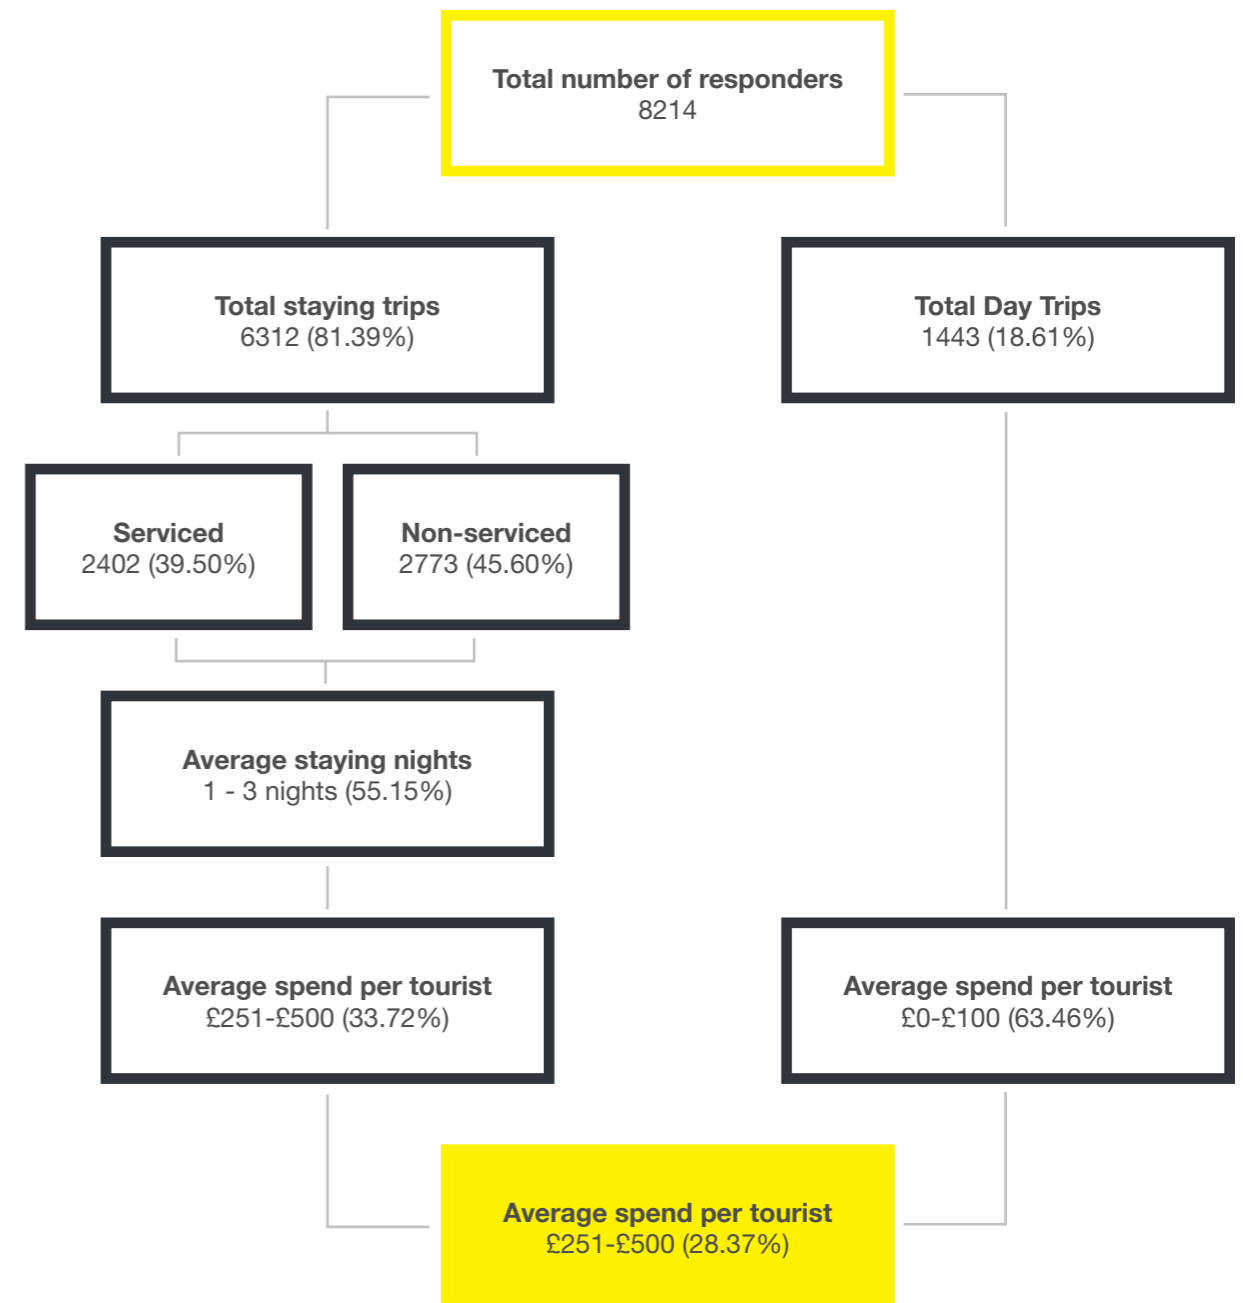 Total number of responders
8214
Total staying trips
6312 (81.39%)
Total Day Trips
1443 (18.61%)
Serviced
2402 (39.50%)
Non-serviced
2773 (45.60%)
Average staying nights
1 - 3 nights (55.15%)
Average spend per tourist
£251-£500 (33.72%)
Average spend per tourist
£0-£100 (63.46%)
Average spend per tourist
£251-£500 (28.37%)